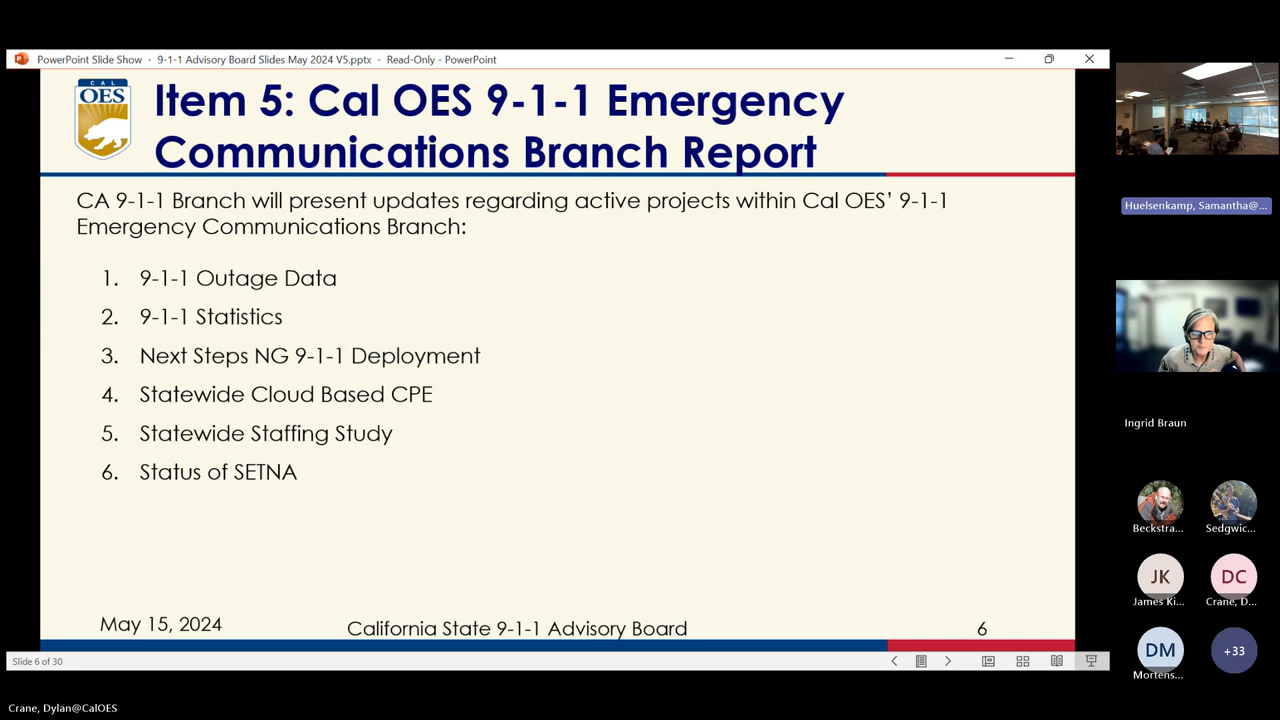 PowerPoint Slide Show - 9-1-1 Advisory Board Slides May 2024 V5.pptx - Read-Only - PowerPoint
CAL
OES
Item 5: Cal OES 9-1-1 Emergency
Communications Branch Report
CA 9-1-1 Branch will present updates regarding active projects within Cal OES’ 9-1-1
Emergency Communications Branch:
1. 9-1-1 Outage Data
2. 9-1-1 Statistics
3. Next Steps NG 9-1-1 Deployment
4. Statewide Cloud Based CPE
5. Statewide Staffing Study
6. Status of SETNA
May 15, 2024
California State 9-1-1 Advisory Board
6
Slide 6 of 30
Crane, Dylan@CalOES
Huelsenkamp, Samantha@...
Ingrid Braun
Beckstra...
Sedgwic...
JK
DC
James Ki...
Crane, D...
DM
+33
Mortens...